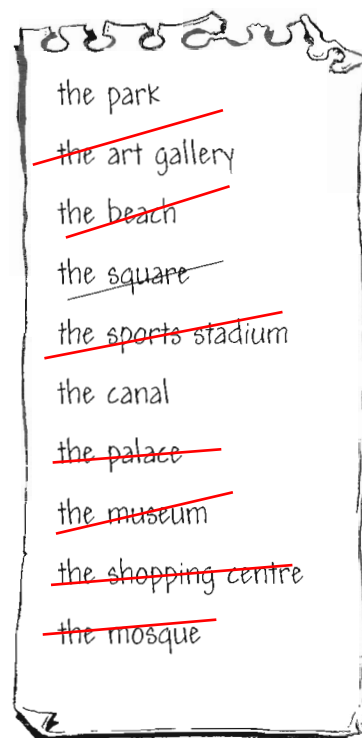 the park
the art gallery
the beach
the square
the sports stadium
the canal
the palace
the museum
the shopping centre
the mosque